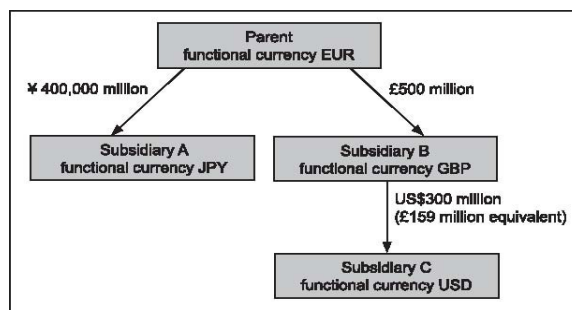 Parent
functional currency EUR
¥ 400,000 million
£500 million
Subsidiary A
functional currency JPY
Subsidiary B
functional currency GBP
US$300 million
(£159 million equivalent)
Subsidiary C
functional currency USD